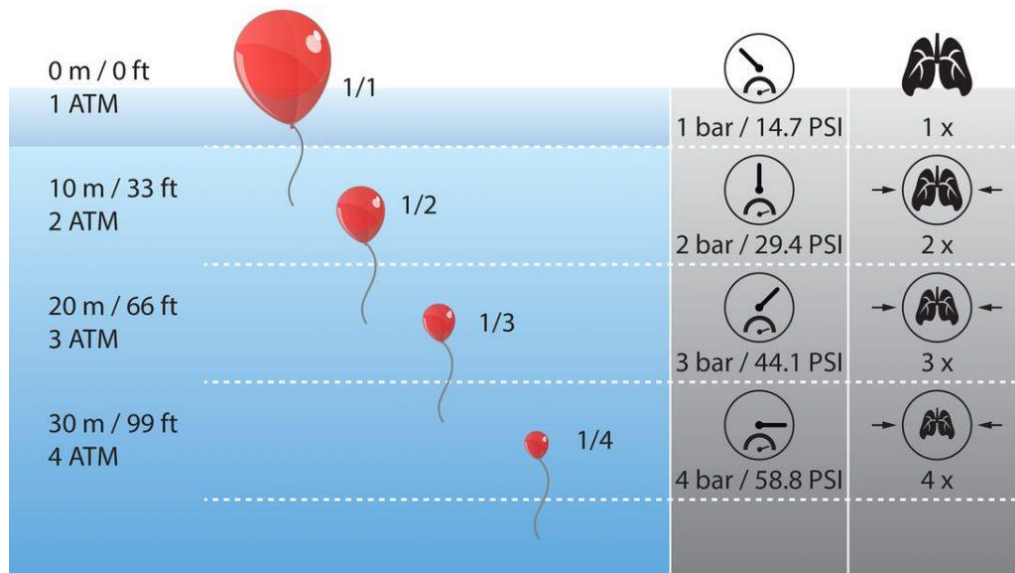 0 m / 0 ft
1 ATM
1/1
1 bar / 14.7 PSI
1 x
10 m / 33 ft
2 ATM
1/2
2 bar / 29.4 PSI
2 x
20 m / 66 ft
3 ATM
1/3
3 bar / 44.1 PSI
3 x
30 m / 99 ft
4 ATM
1/4
4 bar / 58.8 PSI
4 x